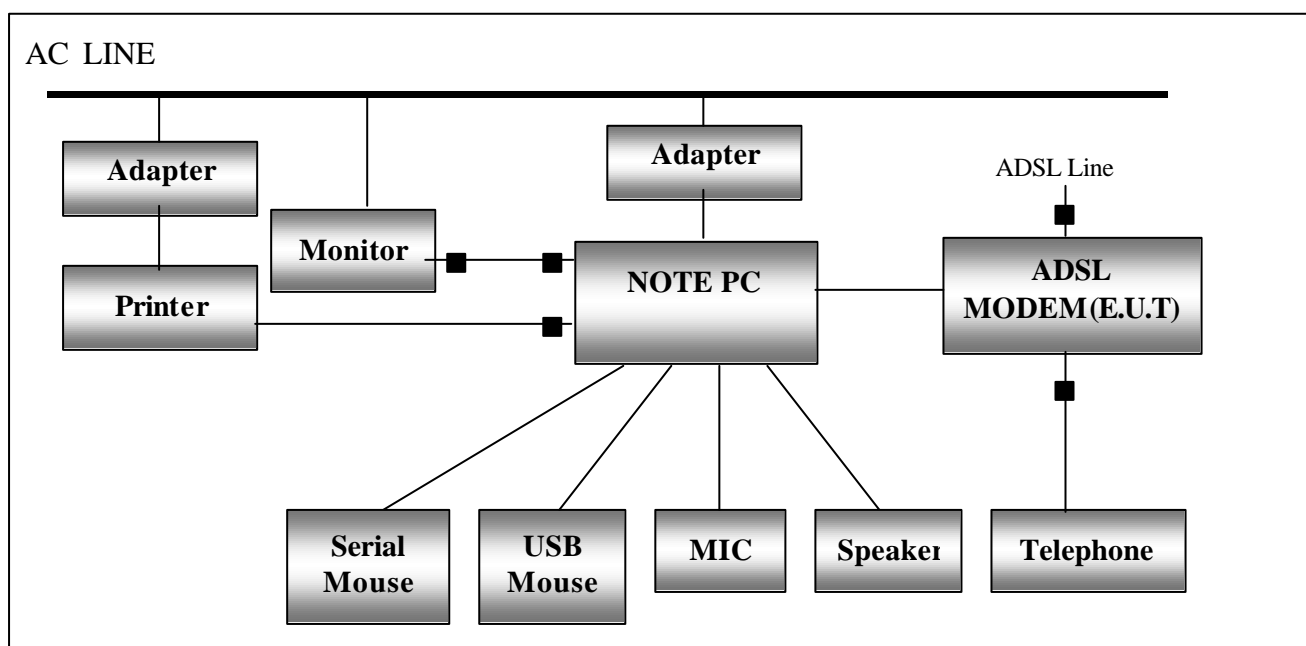 AC LINE
Adapter
Adapter
ADSL Line
Monitor
Printer
NOTE PC
ADSL
MODEM(E.U.T)
Serial
Mouse
USB
Mouse
MIC
Speaker
Telephone